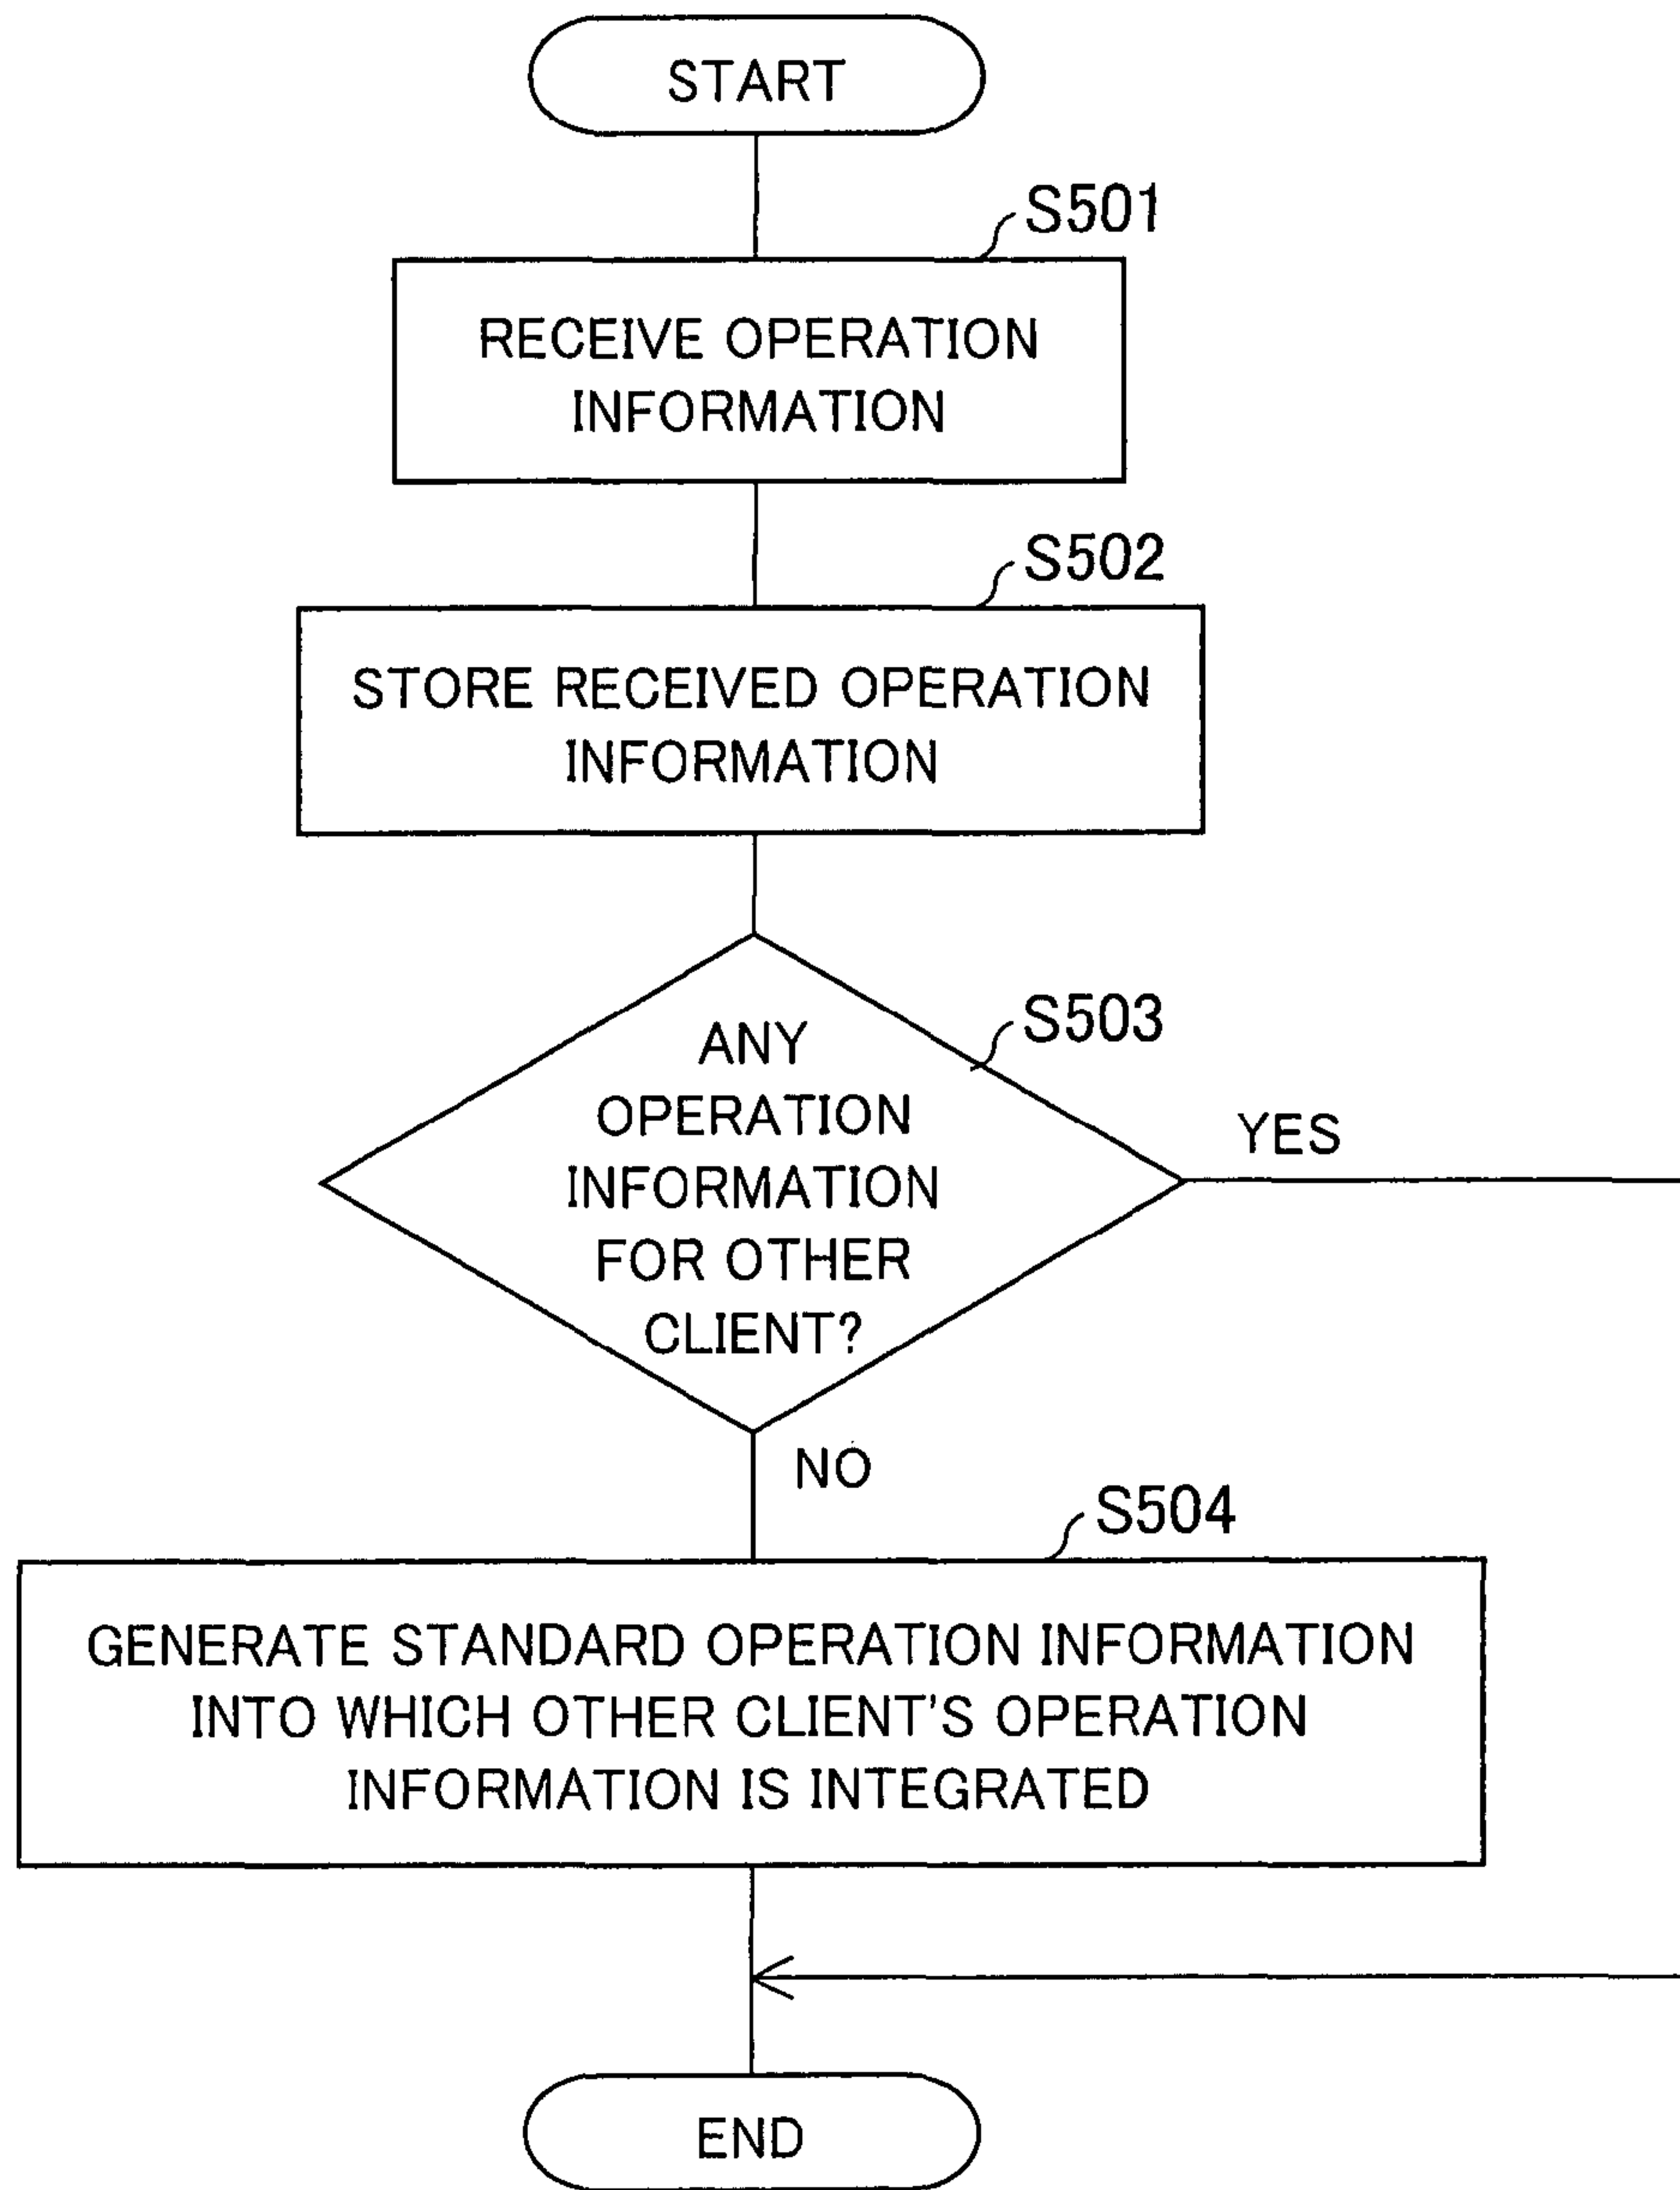 START
S501
RECEIVE OPERATION
INFORMATION
S502
STORE RECEIVED OPERATION
INFORMATION
S503
ANY
OPERATION
INFORMATION
FOR OTHER
CLIENT?
YES
NO
S504
GENERATE STANDARD OPERATION INFORMATION
INTO WHICH OTHER CLIENT'S OPERATION
INFORMATION IS INTEGRATED
END